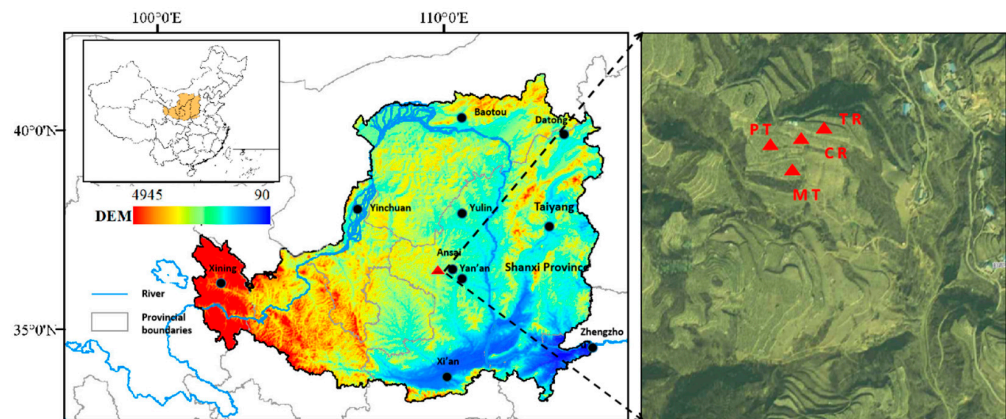 100°0'E
110°0'E
40°0'N
35°0'N
4945
90
DEM
River
Provincial
boundaries
Baotou
Datong
Yinchuan
Yulin
Taiyang
Ansai
Yan'an
Shanxi Province
Xining
Zhengzho
Xi'an
TR
PT
CR
MT